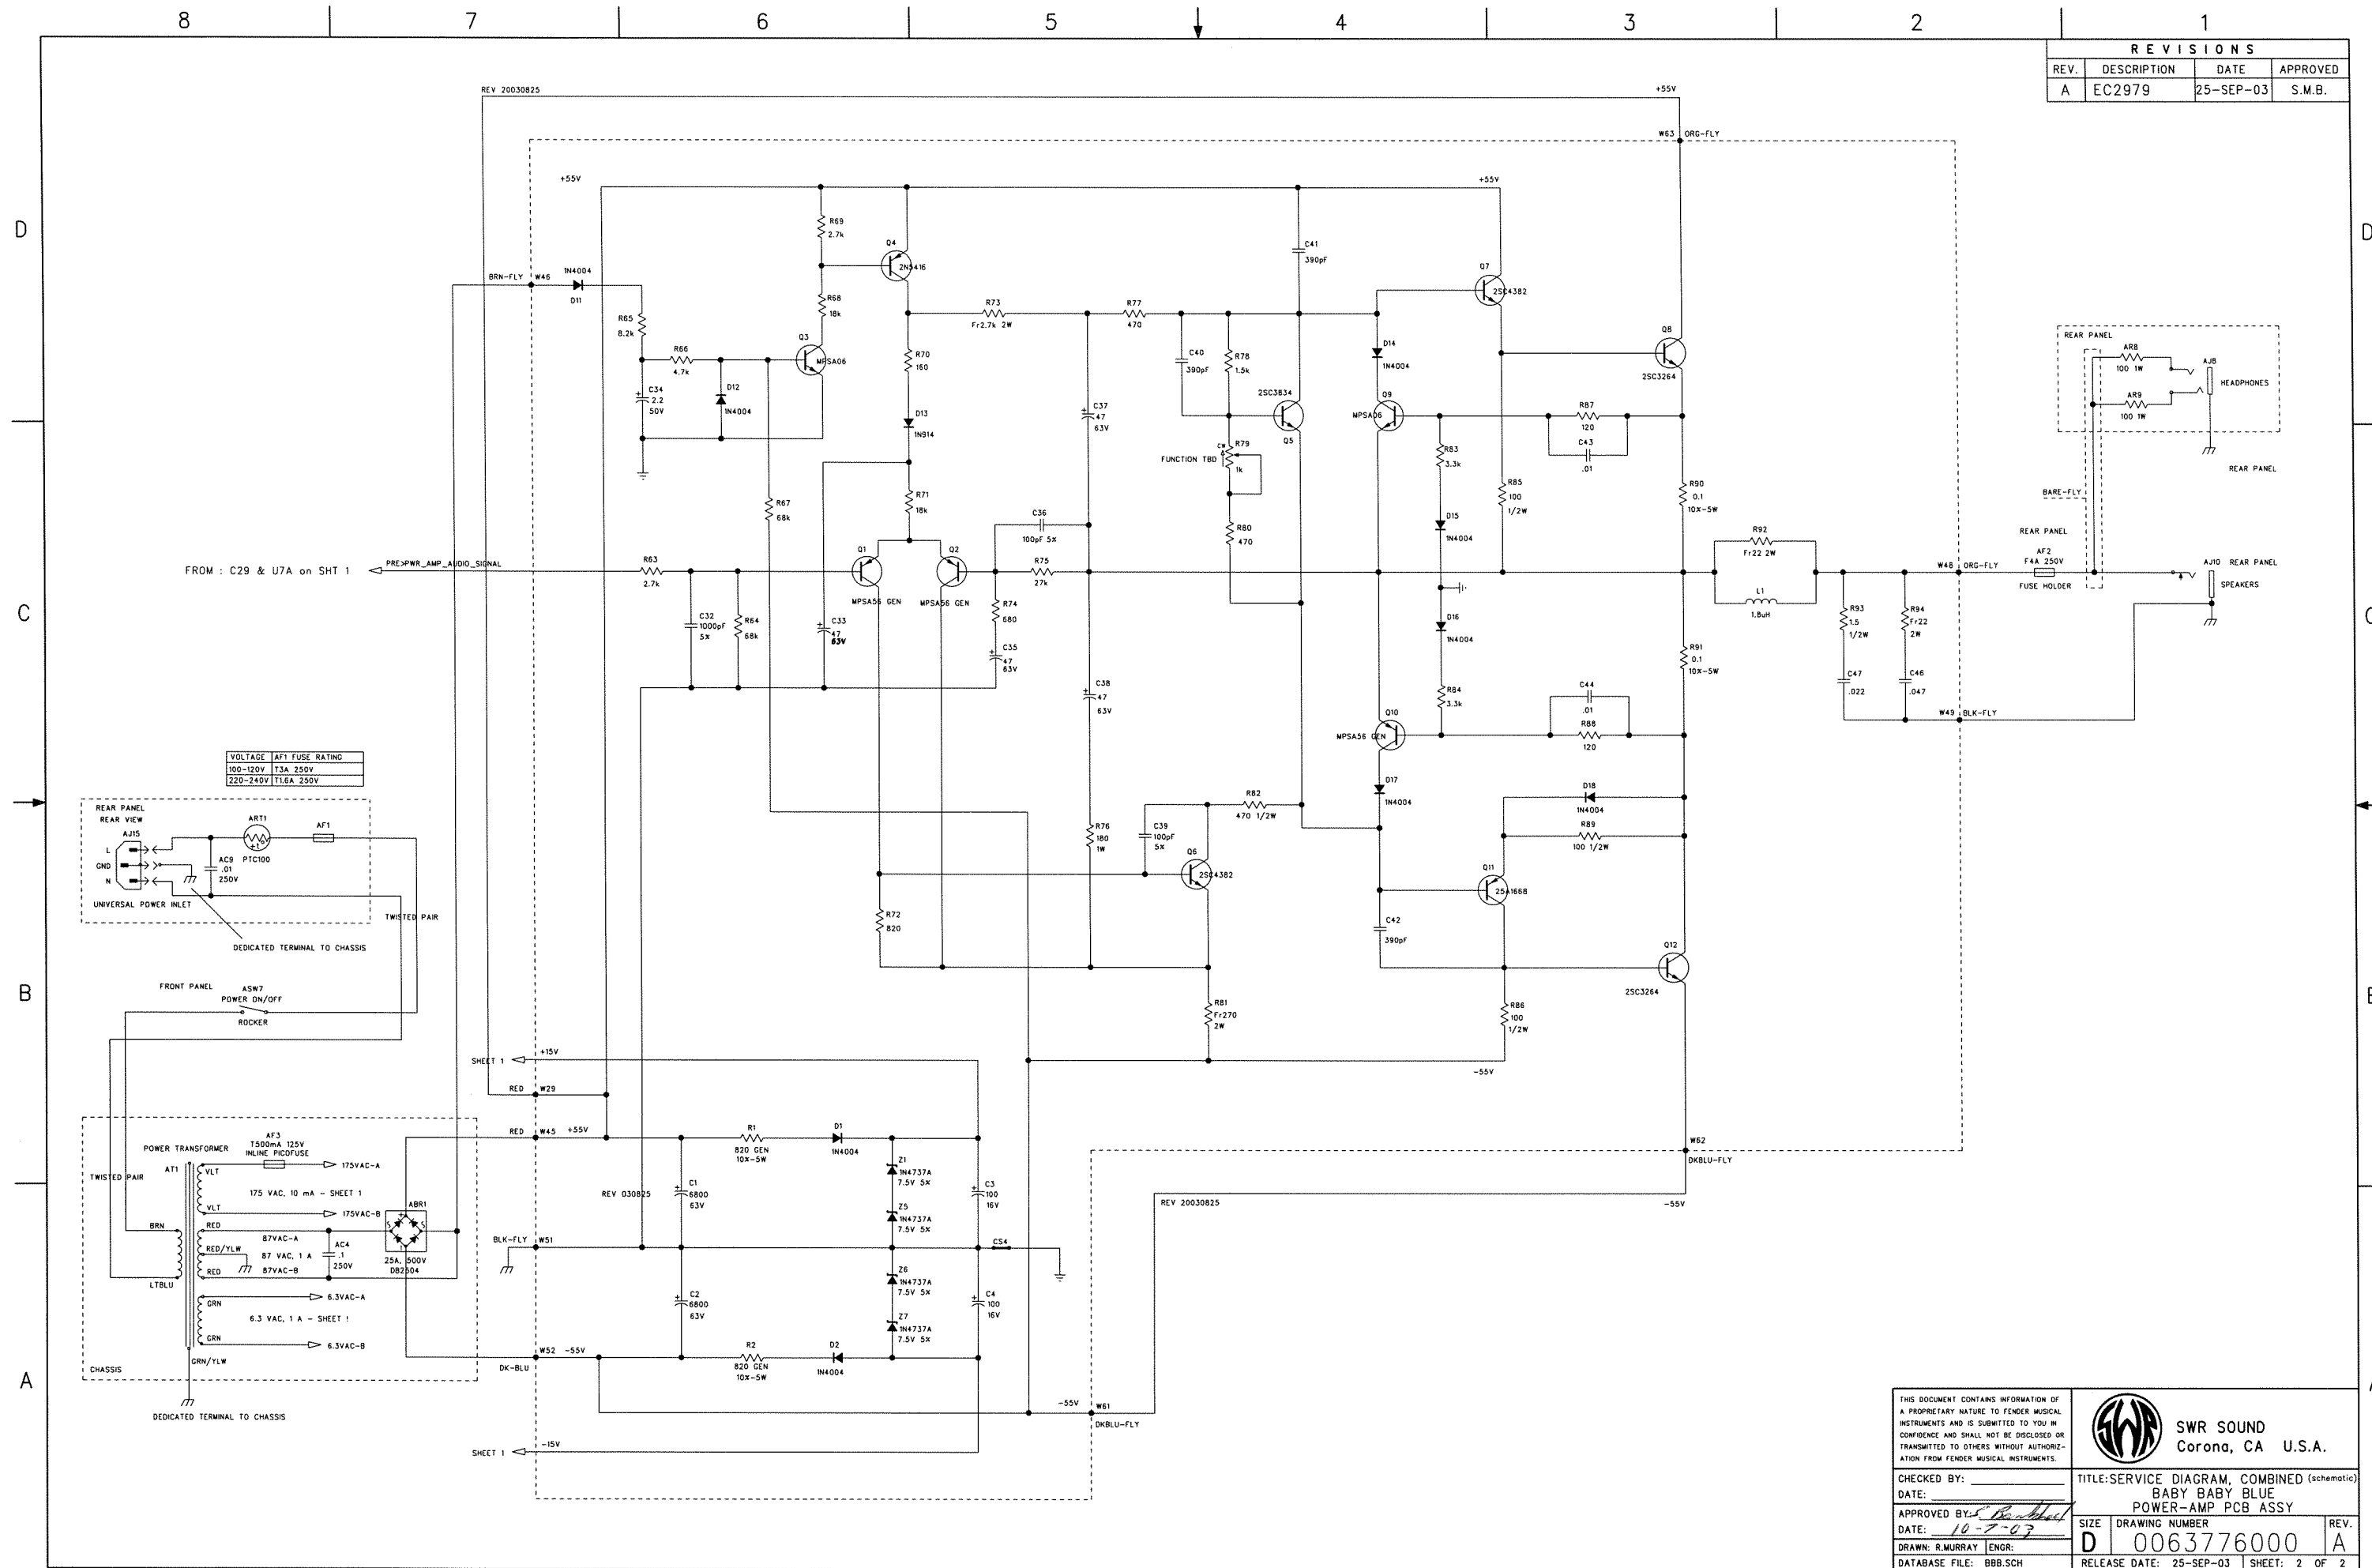 8 7 6 5 4 3 2 1
REVISIONS
REV. DESCRIPTION DATE APPROVED
A EC2979 25-SEP-03 S.M.B.
REV 20030825
+55V
W63 ORG-FLY
+55V
+55V
D
D
R69
2.7k
Q4
2N5416
C41
390pF
Q7
2SC4382
BRN-FLY W46
1N4004
D11
R65
8.2k
R68
18k
R73
Fr2.7k 2W
R77
470
Q3
MPSA06
R66
4.7k
R70
160
C40
390pF
R78
1.5k
D14
1N4004
Q8
2SC3264
REAR PANEL
AR8
100 1W
AJ8
HEADPHONES
AR9
100 1W
REAR PANEL
C34
2.2
50V
D12
1N4004
D13
1N914
C37
47
63V
2SC3834
Q5
Q9
MPSA06
R87
120
C43
.01
FUNCTION TBD
CW
R79
1k
R83
3.3k
R67
68k
R71
18k
R85
100
1/2W
R90
0.1
10%-5W
BARE-FLY
C36
100pF 5%
R80
470
D15
1N4004
R92
Fr22 2W
REAR PANEL
AF2
F4A 250V
FUSE HOLDER
FROM : C29 & U7A on SHT 1
PRE>PWR_AMP_AUDIO_SIGNAL
R63
2.7k
Q1
MPSA56 GEN
Q2
MPSA56 GEN
R75
27k
W48 ORG-FLY
AJ10 REAR PANEL
SPEAKERS
L1
1.8uH
C
C
C32
1000pF
5%
R64
68k
C33
47
63V
R74
680
C35
47
63V
D16
1N4004
R93
1.5
1/2W
R94
Fr22
2W
R91
0.1
10%-5W
C38
47
63V
R84
3.3k
C44
.01
R88
120
C47
.022
C46
.047
W49 BLK-FLY
Q10
MPSA56 GEN
VOLTAGE AF1 FUSE RATING
100-120V T3A 250V
220-240V T1.6A 250V
D17
1N4004
D18
1N4004
R89
100 1/2W
R82
470 1/2W
REAR PANEL
REAR VIEW
AJ15
L
GND
N
ART1
PTC100
+t°
AF1
AC9
.01
250V
UNIVERSAL POWER INLET
TWISTED PAIR
DEDICATED TERMINAL TO CHASSIS
R76
180
1W
C39
100pF
5%
Q6
2SC4382
Q11
2SA1668
R72
820
C42
390pF
Q12
2SC3264
B
B
FRONT PANEL
ASW7
POWER ON/OFF
ROCKER
R81
Fr270
2W
R86
100
1/2W
SHEET 1
+15V
-55V
RED W29
RED W45 +55V
R1
820 GEN
10%-5W
D1
1N4004
W62
DKBLU-FLY
POWER TRANSFORMER
AT1
AF3
T500mA 125V
INLINE PICOFUSE
VLT
175VAC-A
TWISTED PAIR
175 VAC, 10 mA - SHEET 1
VLT
175VAC-B
ABR1
Z1
1N4737A
7.5V 5%
REV 030825
C1
6800
63V
C3
100
16V
REV 20030825
-55V
Z5
1N4737A
7.5V 5%
BRN
RED
87VAC-A
RED/YLW
87 VAC, 1 A
AC4
.1
250V
25A, 500V
DB2504
RED
87VAC-B
LTBLU
BLK-FLY W51
CS4
Z6
1N4737A
7.5V 5%
C2
6800
63V
C4
100
16V
GRN
6.3VAC-A
6.3 VAC, 1 A - SHEET 1
GRN
6.3VAC-B
Z7
1N4737A
7.5V 5%
GRN/YLW
CHASSIS
W52 -55V
DK-BLU
R2
820 GEN
10%-5W
D2
1N4004
A
A
DEDICATED TERMINAL TO CHASSIS
-55V W61
DKBLU-FLY
SHEET 1
-15V
THIS DOCUMENT CONTAINS INFORMATION OF
A PROPRIETARY NATURE TO FENDER MUSICAL
INSTRUMENTS AND IS SUBMITTED TO YOU IN
CONFIDENCE AND SHALL NOT BE DISCLOSED OR
TRANSMITTED TO OTHERS WITHOUT AUTHORIZ-
ATION FROM FENDER MUSICAL INSTRUMENTS.
SWR
SWR SOUND
Corona, CA U.S.A.
CHECKED BY:
DATE:
APPROVED BY:
DATE: 10-7-03
DRAWN: R.MURRAY ENGR:
DATABASE FILE: BBB.SCH
TITLE: SERVICE DIAGRAM, COMBINED (schematic)
BABY BABY BLUE
POWER-AMP PCB ASSY
SIZE DRAWING NUMBER REV.
D 0063776000 A
RELEASE DATE: 25-SEP-03 SHEET: 2 OF 2